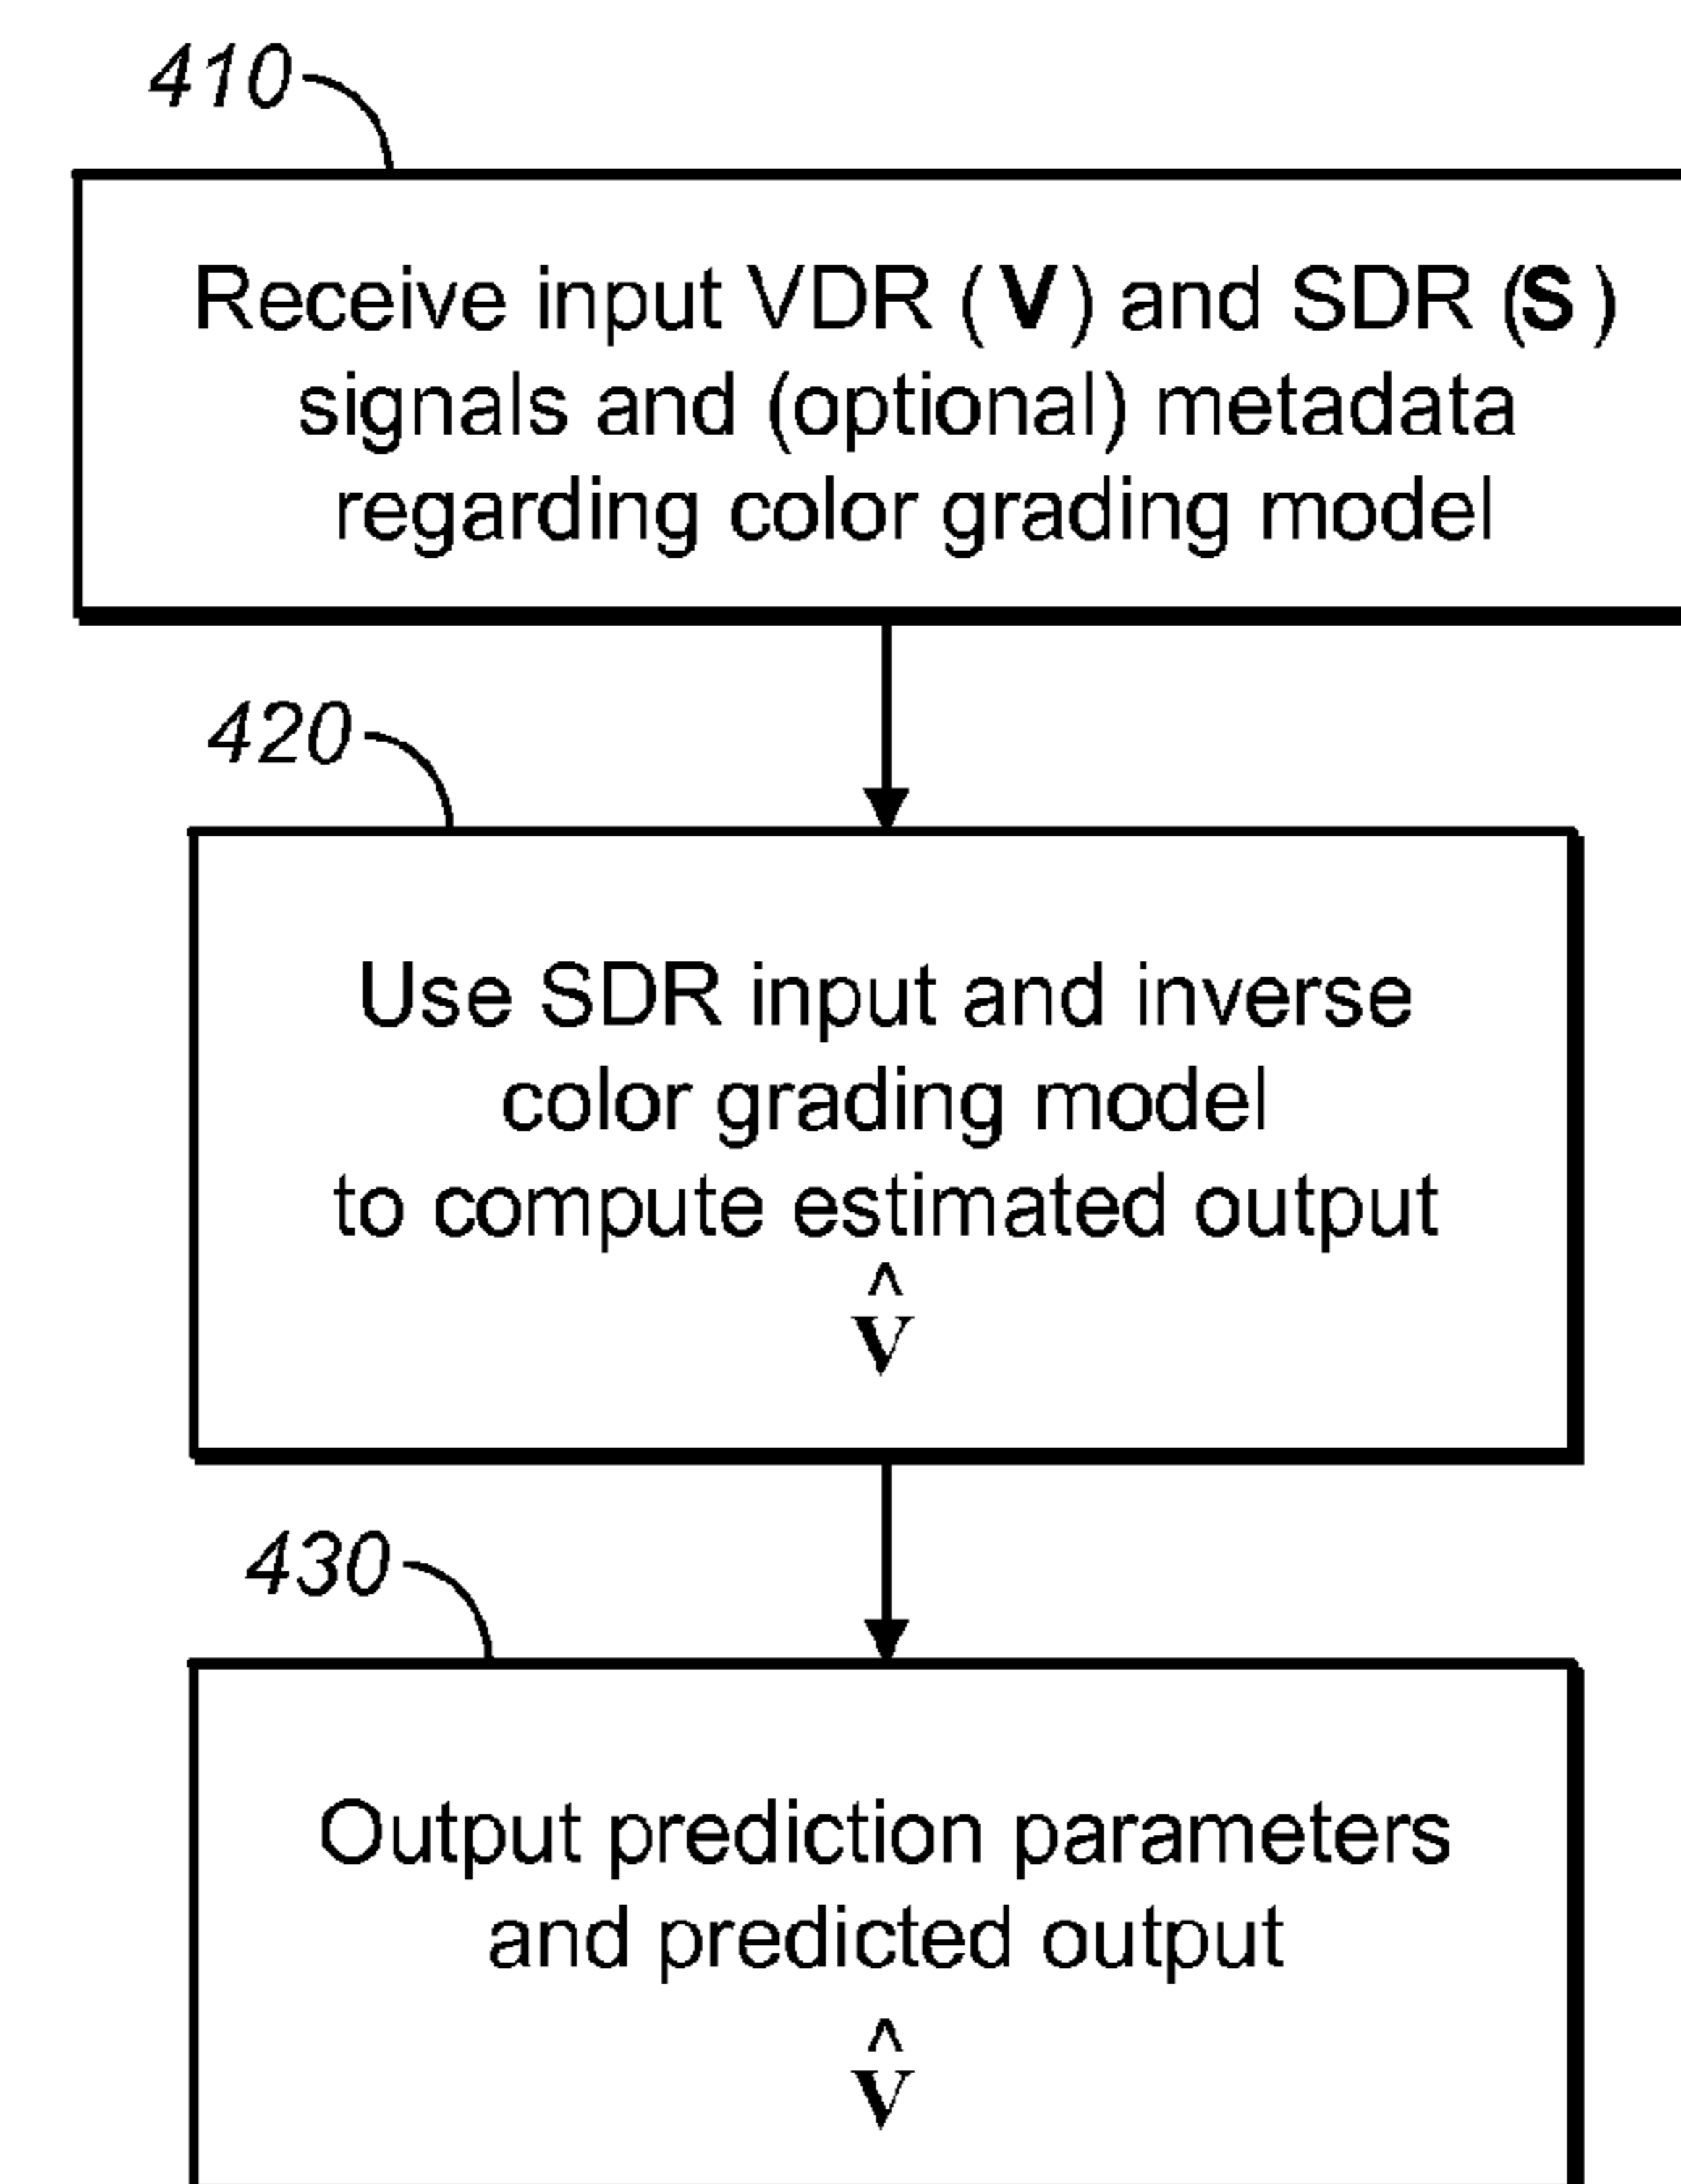 410
Receive input VDR (V) and SDR (S)
signals and (optional) metadata
regarding color grading model
420
Use SDR input and inverse
color grading model
to compute estimated output
V̂
430
Output prediction parameters
and predicted output
V̂